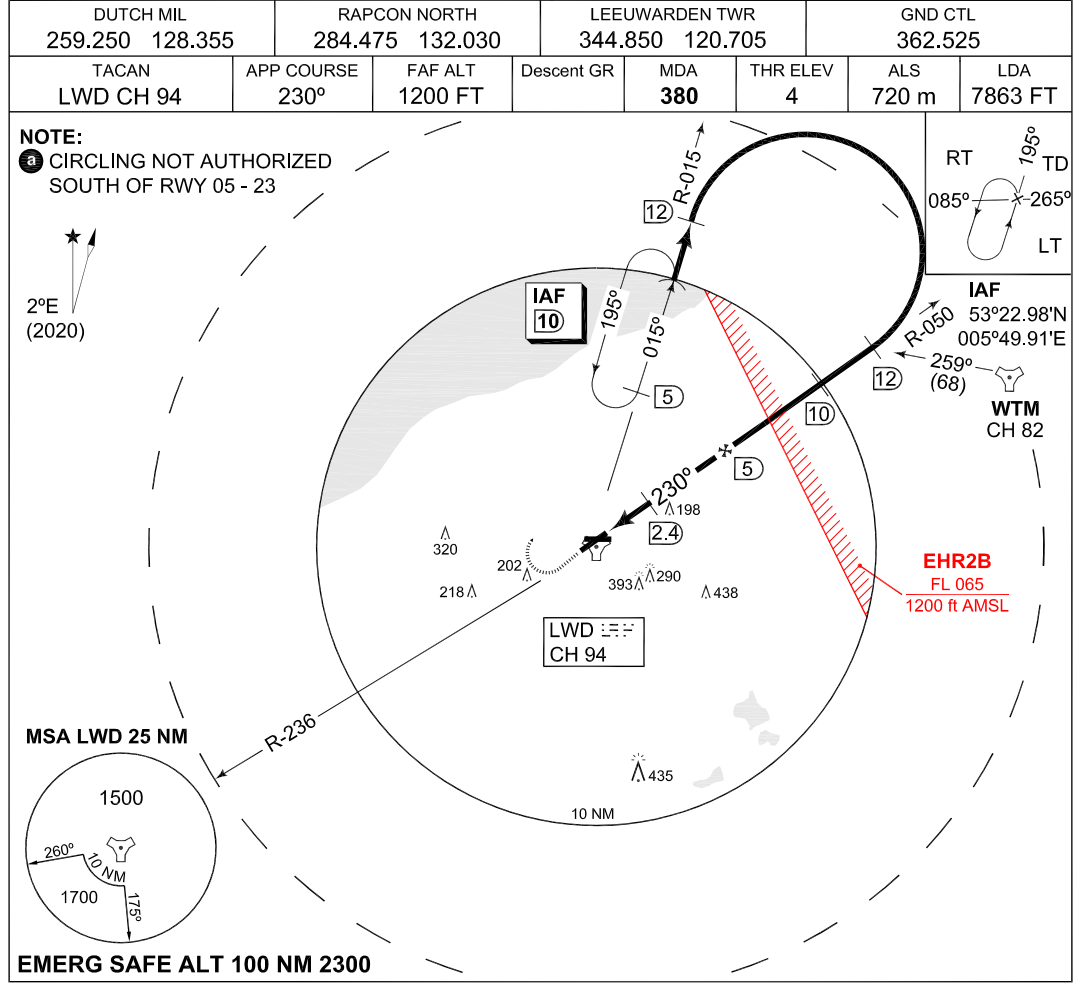 DUTCH MIL
259.250 128.355
RAPCON NORTH
284.475 132.030
LEEUWARDEN TWR
344.850 120.705
GND CTL
362.525
TACAN
LWD CH 94
APP COURSE
230º
FAF ALT
1200 FT
Descent GR
MDA
380
THR ELEV
4
ALS
720 m
LDA
7863 FT
NOTE:
a CIRCLING NOT AUTHORIZED
SOUTH OF RWY 05 - 23
2ºE
(2020)
R-015
12
RT
195º
TD
085º
265º
LT
IAF
10
195º
015º
5
IAF
53º22.98'N
005º49.91'E
R-050
259º
(68)
12
WTM
CH 82
10
5
230º
198
2.4
320
202
218
393
290
438
EHR2B
FL 065
1200 ft AMSL
LWD
CH 94
R-236
435
10 NM
MSA LWD 25 NM
1500
260º
10 NM
1700
175º
EMERG SAFE ALT 100 NM 2300